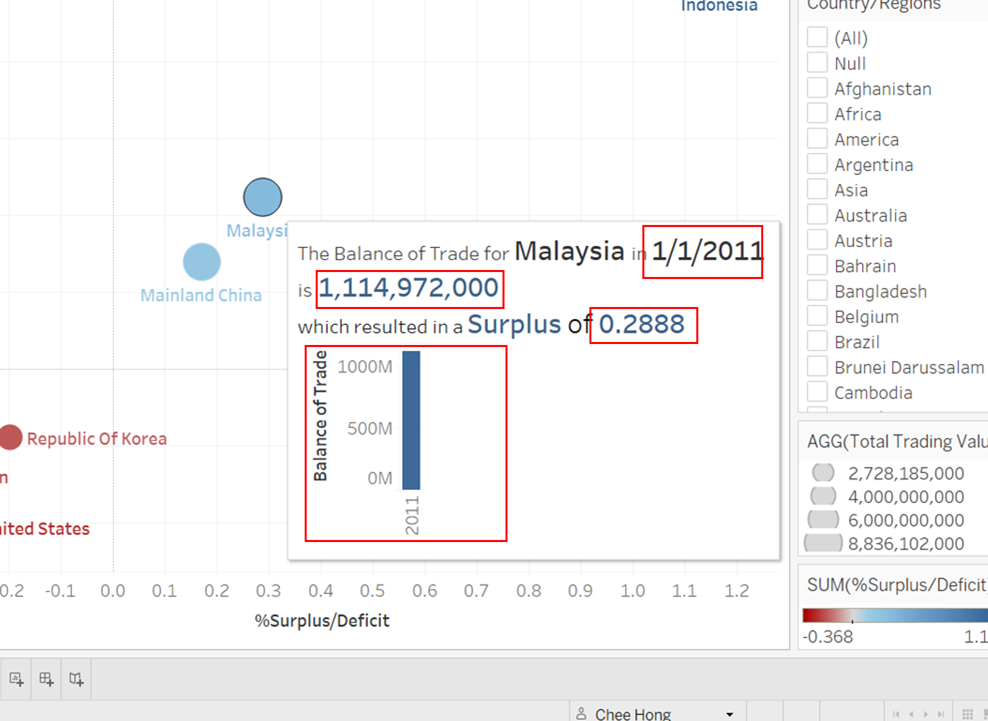 Indonesia
Malaysi
Mainland China
Republic Of Korea
n
ited States
The Balance of Trade for Malaysia in 1/1/2011
is 1,114,972,000
which resulted in a Surplus of 0.2888
Balance of Trade
1000M
500M
0M
2011
0.2 -0.1 0.0 0.1 0.2 0.3 0.4 0.5 0.6 0.7 0.8 0.9 1.0 1.1 1.2
%Surplus/Deficit
Country/Regions
(All)
Null
Afghanistan
Africa
America
Argentina
Asia
Australia
Austria
Bahrain
Bangladesh
Belgium
Brazil
Brunei Darussalam
Cambodia
AGG(Total Trading Valu
2,728,185,000
4,000,000,000
6,000,000,000
8,836,102,000
SUM(%Surplus/Deficit
-0.368 1.1
Chee Hong